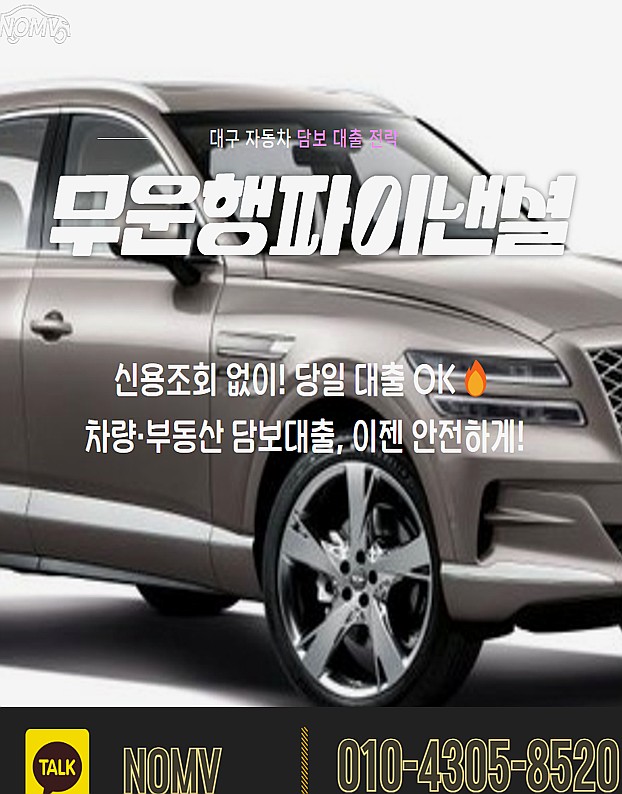 NOMV
대구 자동차 담보 대출 전략
무운행파이낸셜
신용조회 없이! 당일 대출 OK🔥
차량·부동산 담보대출, 이젠 안전하게!
TALK NOMV 010-4305-8520